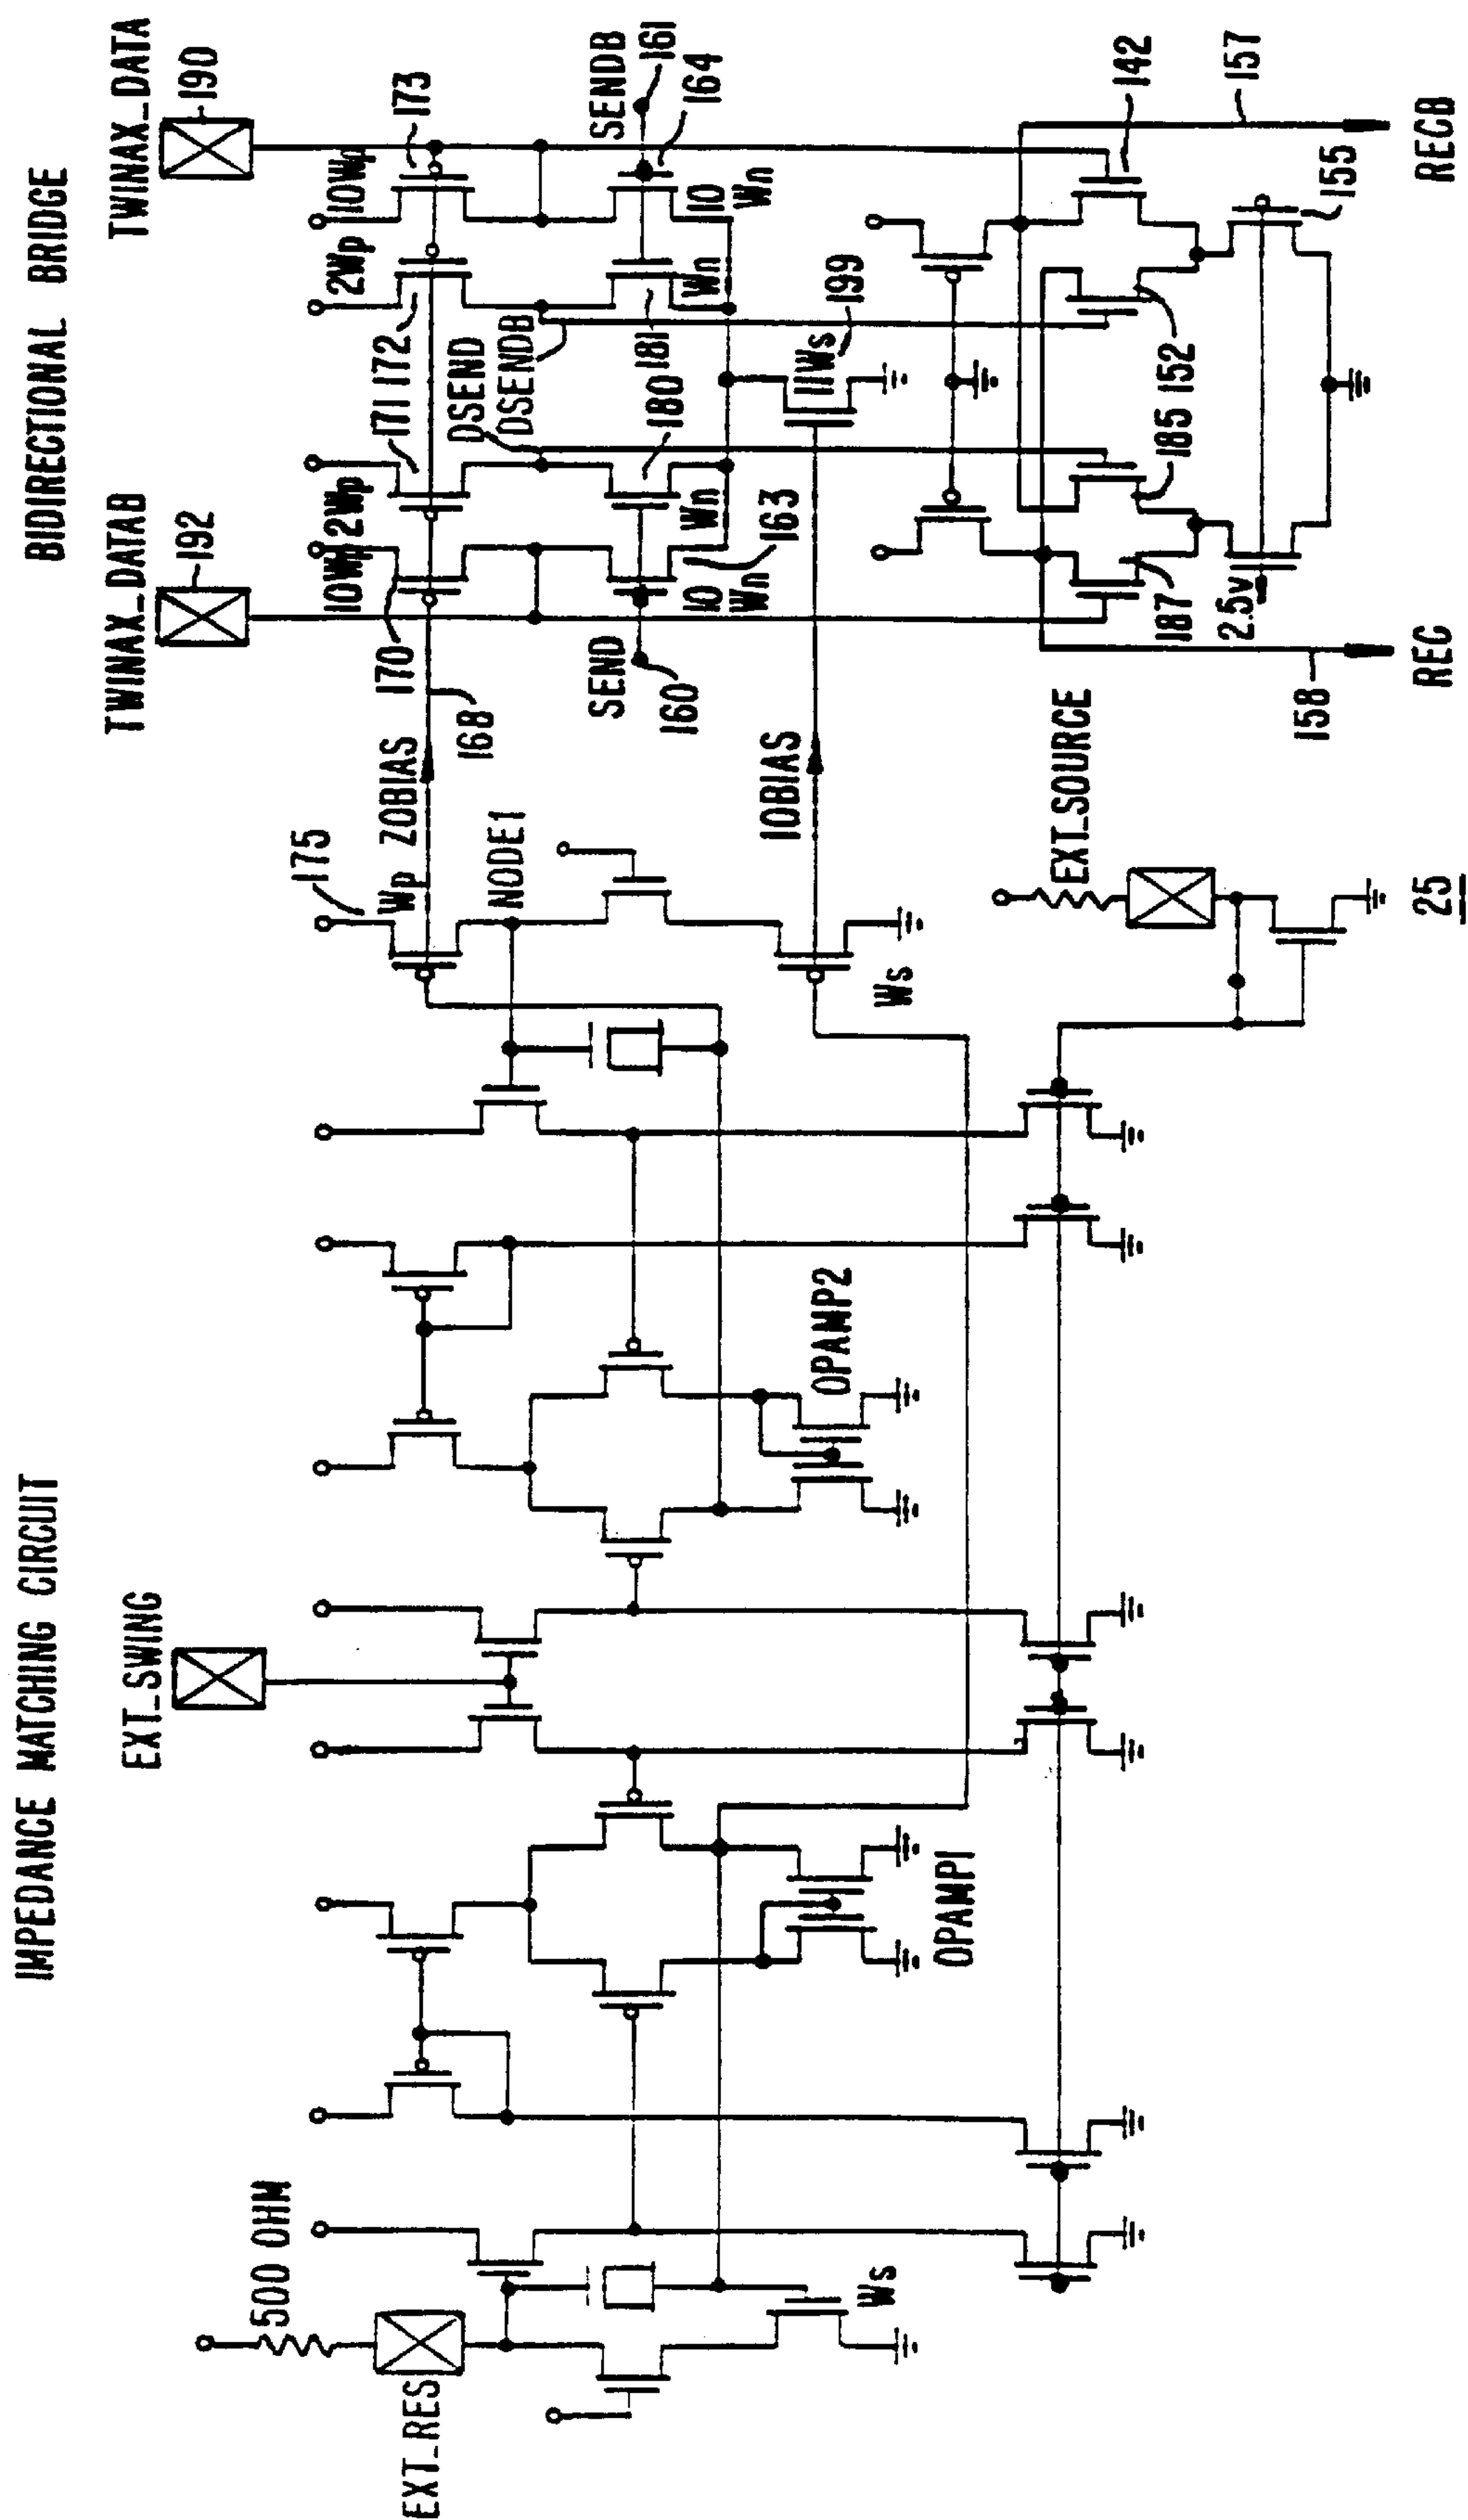 IMPEDANCE MATCHING CIRCUIT
BIDIRECTIONAL BRIDGE
EXT_RES
500 OHM
EXT_SWING
TWINAX_DATAB
192
TWINAX_DATA
190
175
Wp
ZOBIAS
168
170
10Wp
2Wp
171
172
2Wp
10Wp
173
NODE1
DSEND
DSENDB
SEND
160
SENDB
161
164
163
10
Wn
180
Wn
181
Wn
10
Wn
IOBIAS
11Ws
199
Ws
Ws
OPAMP1
OPAMP2
EXT_SOURCE
187
185
152
142
2.5v
155
157
158
REC
RECB
25